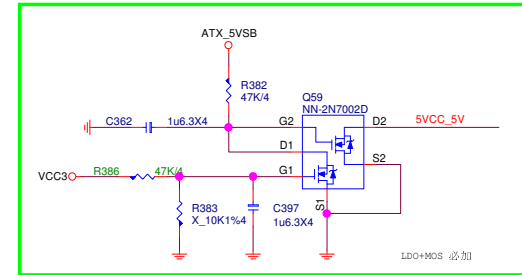 ATX_5VSB
R382
47K/4
Q59
NN-2N7002D
C362
1u6.3X4
G2
D2
5VCC_5V
D1
S2
R386
47K/4
G1
VCC3
R383
X_10K1%4
C397
1u6.3X4
S1
LDO+MOS 必加